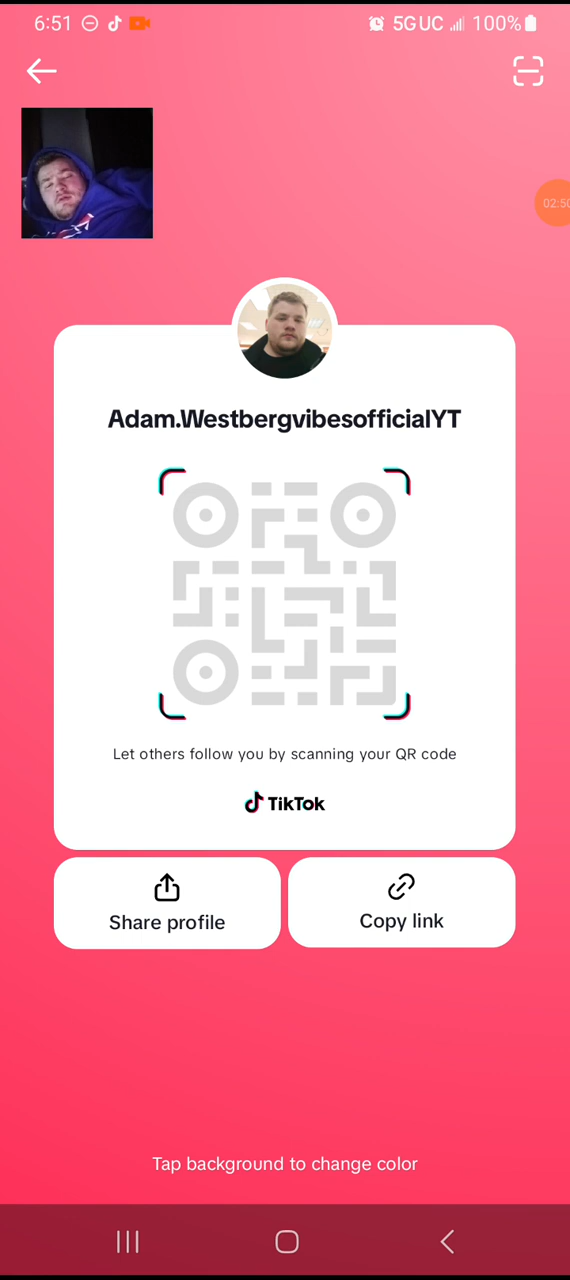 6:51 5G UC 100%
02:50
Adam.WestbergvibesofficialYT
Let others follow you by scanning your QR code
TikTok
Share profile
Copy link
Tap background to change color